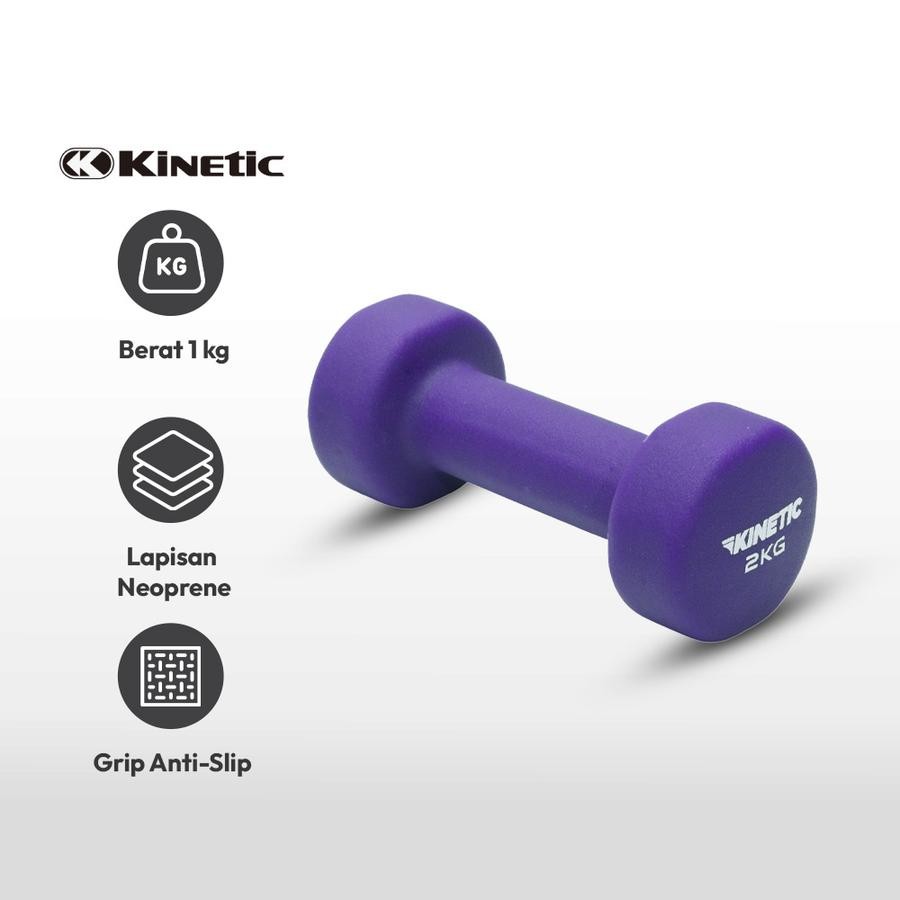 Kinetic
KG
Berat 1 kg
Lapisan
Neoprene
Grip Anti-Slip
KINETIC
2KG